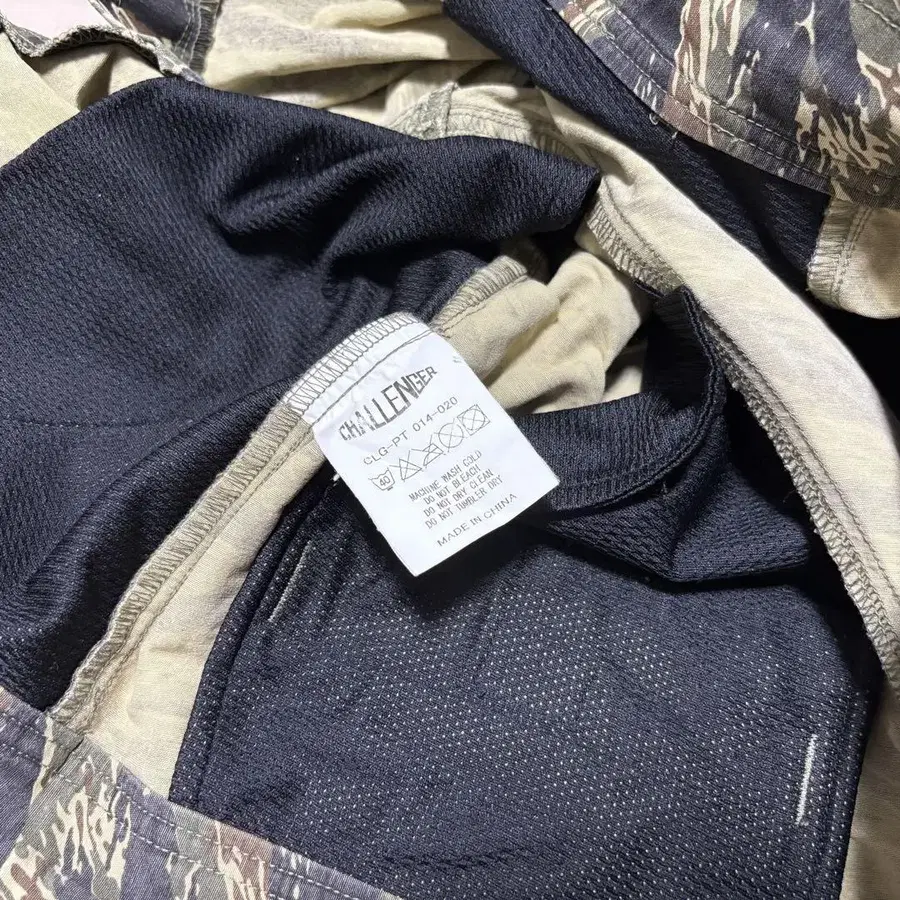 CHALLENGER
CLG-PT 014-020
40
MACHINE WASH COLD
DO NOT BLEACH
DO NOT DRY CLEAN
DO NOT TUMBLER DRY
MADE IN CHINA